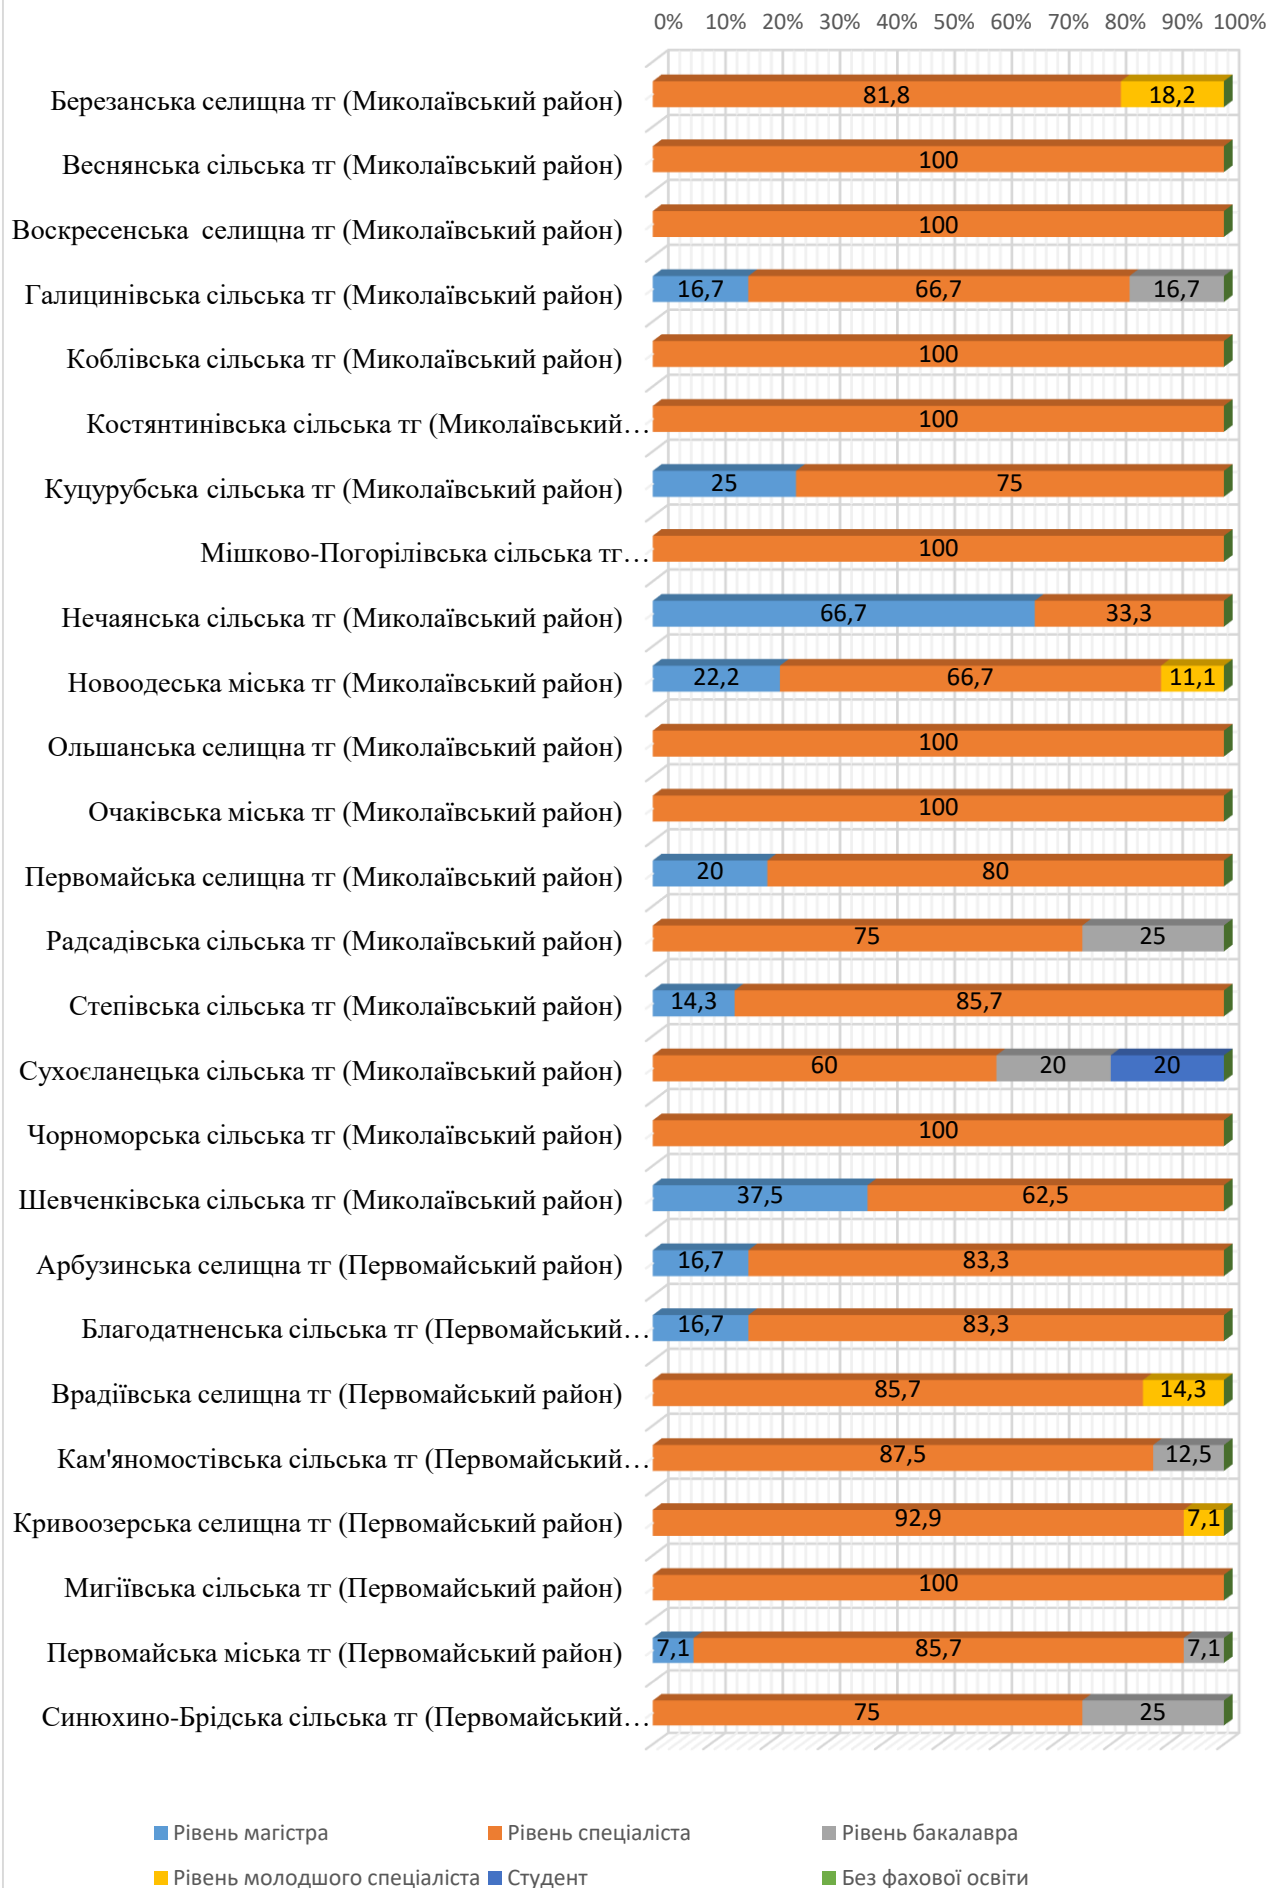 0% 10% 20% 30% 40% 50% 60% 70% 80% 90% 100%
Березанська селищна тг (Миколаївський район) 81,8 18,2
Веснянська сільська тг (Миколаївський район) 100
Воскресенська селищна тг (Миколаївський район) 100
Галицинівська сільська тг (Миколаївський район) 16,7 66,7 16,7
Коблівська сільська тг (Миколаївський район) 100
Костянтинівська сільська тг (Миколаївський… 100
Куцурубська сільська тг (Миколаївський район) 25 75
Мішково-Погорілівська сільська тг… 100
Нечаянська сільська тг (Миколаївський район) 66,7 33,3
Новоодеська міська тг (Миколаївський район) 22,2 66,7 11,1
Ольшанська селищна тг (Миколаївський район) 100
Очаківська міська тг (Миколаївський район) 100
Первомайська селищна тг (Миколаївський район) 20 80
Радсадівська сільська тг (Миколаївський район) 75 25
Степівська сільська тг (Миколаївський район) 14,3 85,7
Сухоєланецька сільська тг (Миколаївський район) 60 20 20
Чорноморська сільська тг (Миколаївський район) 100
Шевченківська сільська тг (Миколаївський район) 37,5 62,5
Арбузинська селищна тг (Первомайський район) 16,7 83,3
Благодатненська сільська тг (Первомайський… 16,7 83,3
Врадіївська селищна тг (Первомайський район) 85,7 14,3
Кам'яномостівська сільська тг (Первомайський… 87,5 12,5
Кривоозерська селищна тг (Первомайський район) 92,9 7,1
Мигіївська сільська тг (Первомайський район) 100
Первомайська міська тг (Первомайський район) 7,1 85,7 7,1
Синюхино-Брідська сільська тг (Первомайський… 75 25
Рівень магістра Рівень спеціаліста Рівень бакалавра
Рівень молодшого спеціаліста Студент Без фахової освіти